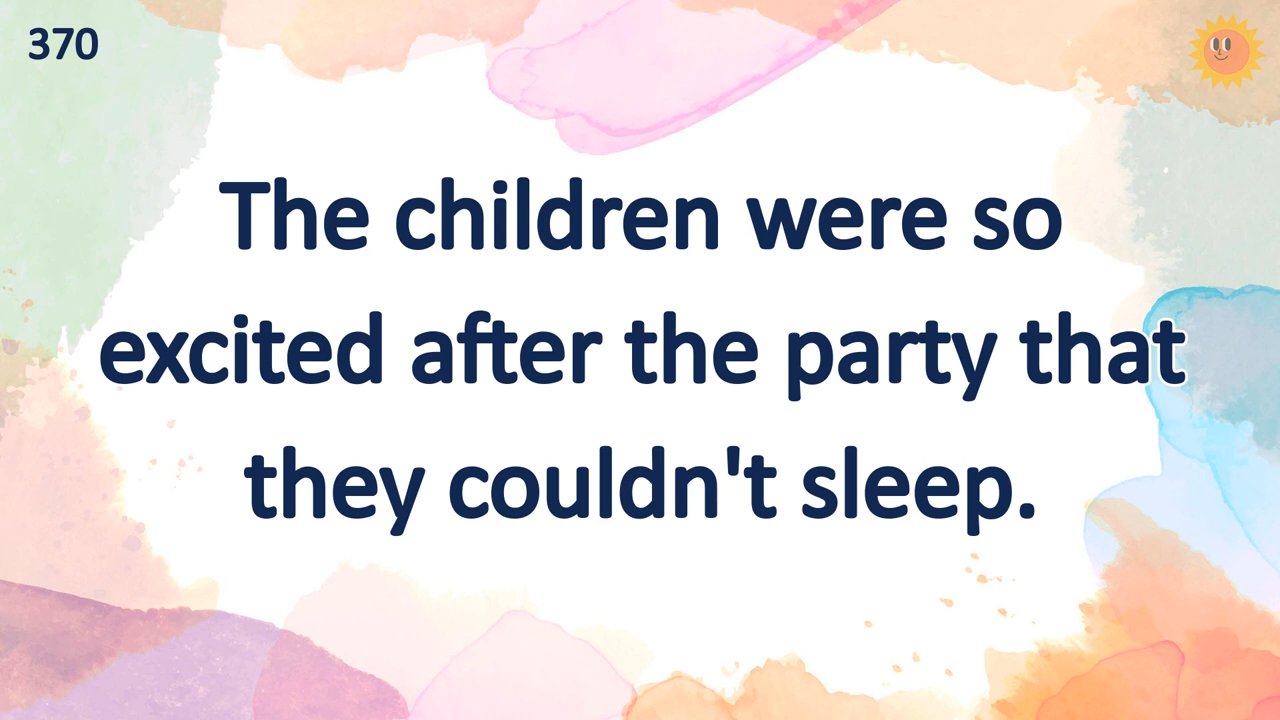 370
The children were so
excited after the party that
they couldn't sleep.